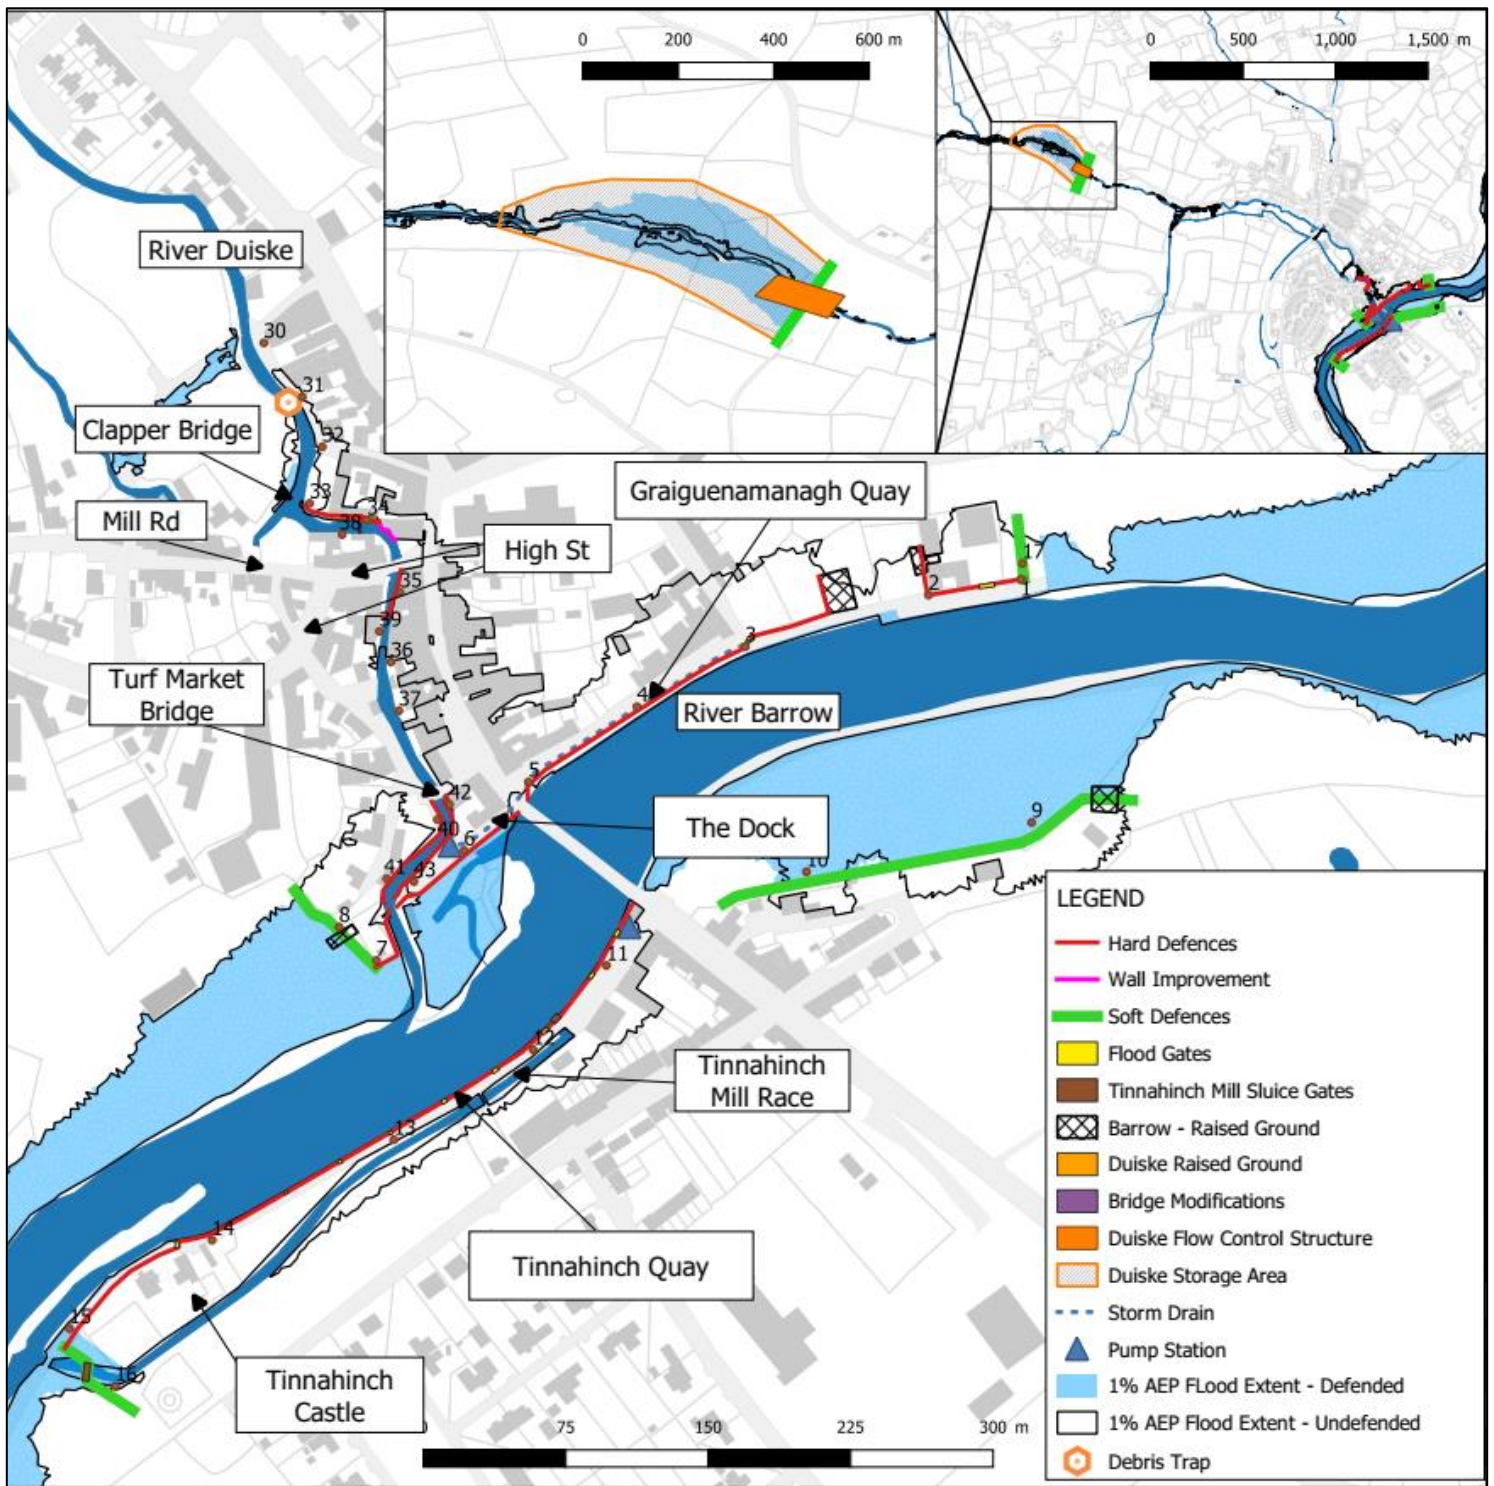 0 200 400 600 m
0 500 1,000 1,500 m
River Duiske
30
31
Clapper Bridge
32
33
34
38
Mill Rd
High St
Graiguenamanagh Quay
17
1
2
35
39
36
3
37
4
Turf Market
Bridge
River Barrow
5
42
40
6
The Dock
9
10
41
43
8
7
11
12
Tinnahinch
Mill Race
13
14
Tinnahinch Quay
15
16
Tinnahinch
Castle
0 75 150 225 300 m
LEGEND
Hard Defences
Wall Improvement
Soft Defences
Flood Gates
Tinnahinch Mill Sluice Gates
Barrow - Raised Ground
Duiske Raised Ground
Bridge Modifications
Duiske Flow Control Structure
Duiske Storage Area
Storm Drain
Pump Station
1% AEP FLood Extent - Defended
1% AEP Flood Extent - Undefended
Debris Trap